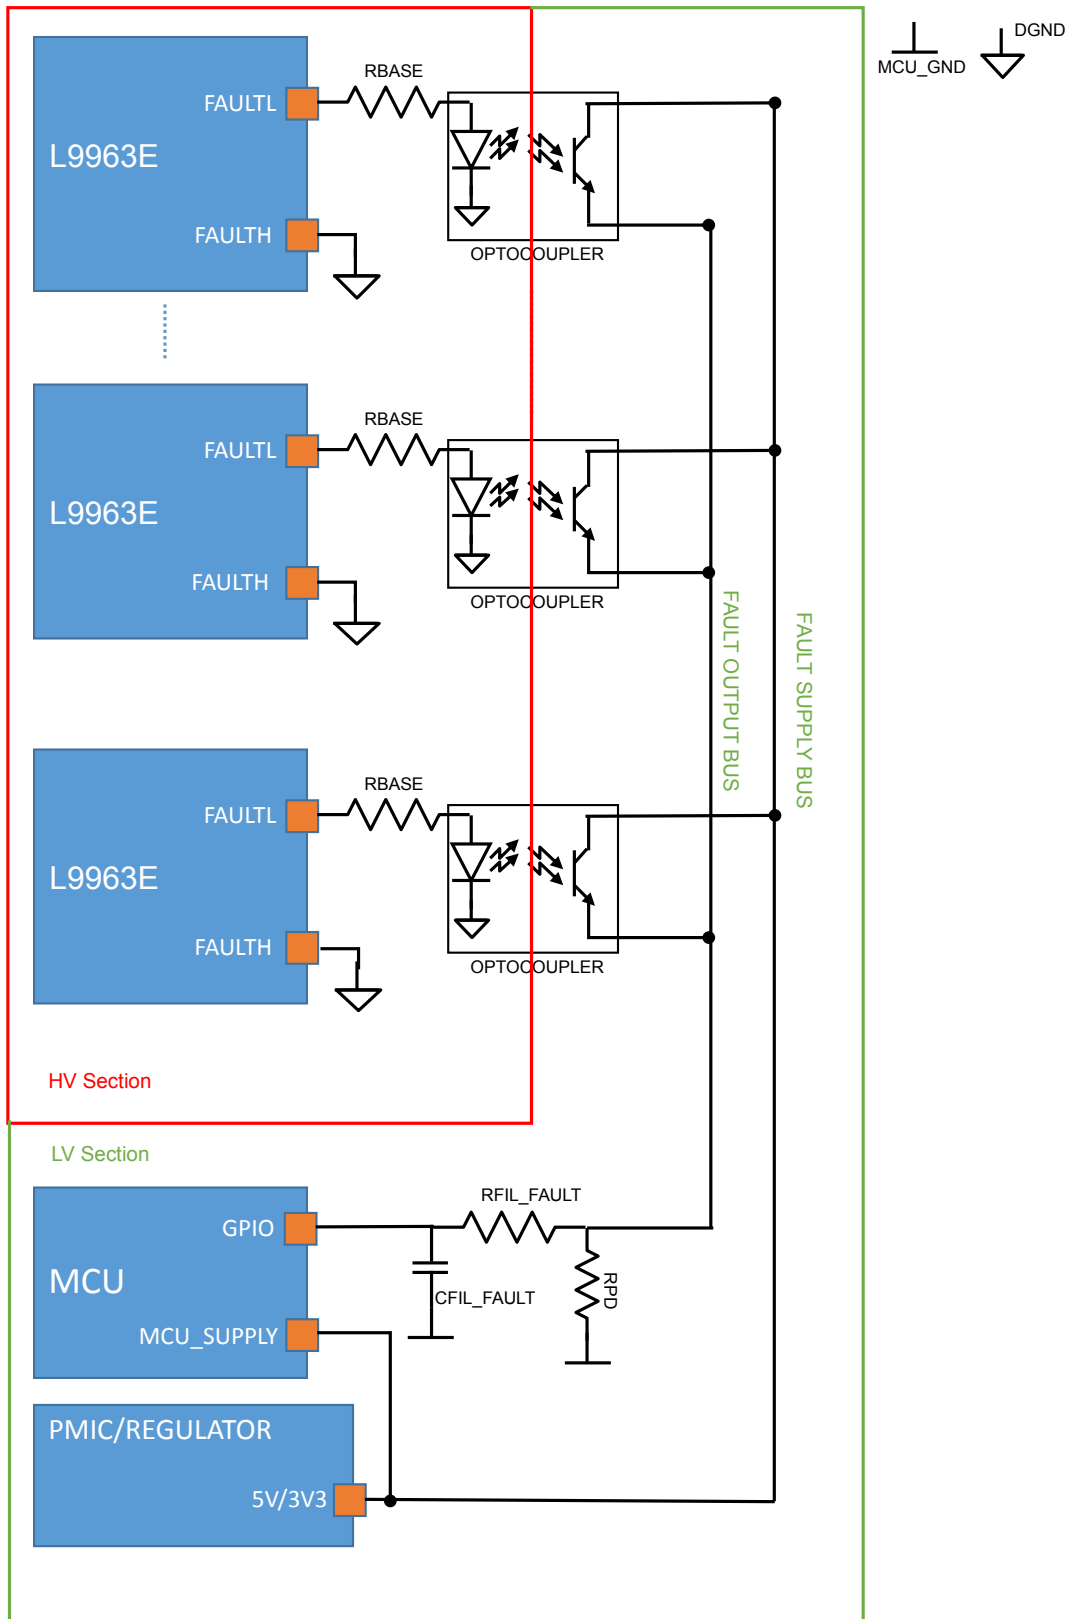 DGND
MCU_GND
RBASE
FAULTL
L9963E
FAULTH
OPTOCOUPLER
RBASE
FAULTL
L9963E
FAULTH
OPTOCOUPLER
FAULT OUTPUT BUS
FAULT SUPPLY BUS
RBASE
FAULTL
L9963E
FAULTH
OPTOCOUPLER
HV Section
LV Section
RFIL_FAULT
GPIO
MCU
CFIL_FAULT
RPD
MCU_SUPPLY
PMIC/REGULATOR
5V/3V3